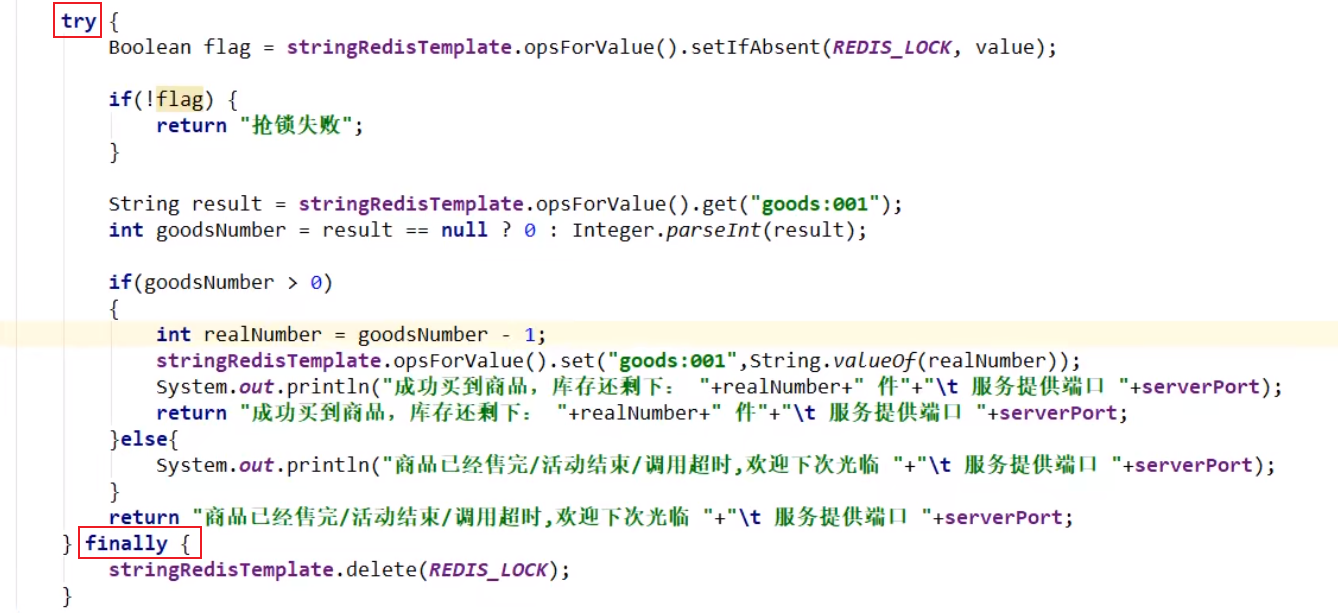 try {
    Boolean flag = stringRedisTemplate.opsForValue().setIfAbsent(REDIS_LOCK, value);
    if(!flag) {
        return "抢锁失败";
    }
    String result = stringRedisTemplate.opsForValue().get("goods:001");
    int goodsNumber = result == null ? 0 : Integer.parseInt(result);
    if(goodsNumber > 0)
    {
        int realNumber = goodsNumber - 1;
        stringRedisTemplate.opsForValue().set("goods:001",String.valueOf(realNumber));
        System.out.println("成功买到商品，库存还剩下： "+realNumber+" 件"+"\t 服务提供端口 "+serverPort);
        return "成功买到商品，库存还剩下： "+realNumber+" 件"+"\t 服务提供端口 "+serverPort;
    }else{
        System.out.println("商品已经售完/活动结束/调用超时,欢迎下次光临 "+"\t 服务提供端口 "+serverPort);
    }
    return "商品已经售完/活动结束/调用超时,欢迎下次光临 "+"\t 服务提供端口 "+serverPort;
} finally {
    stringRedisTemplate.delete(REDIS_LOCK);
}